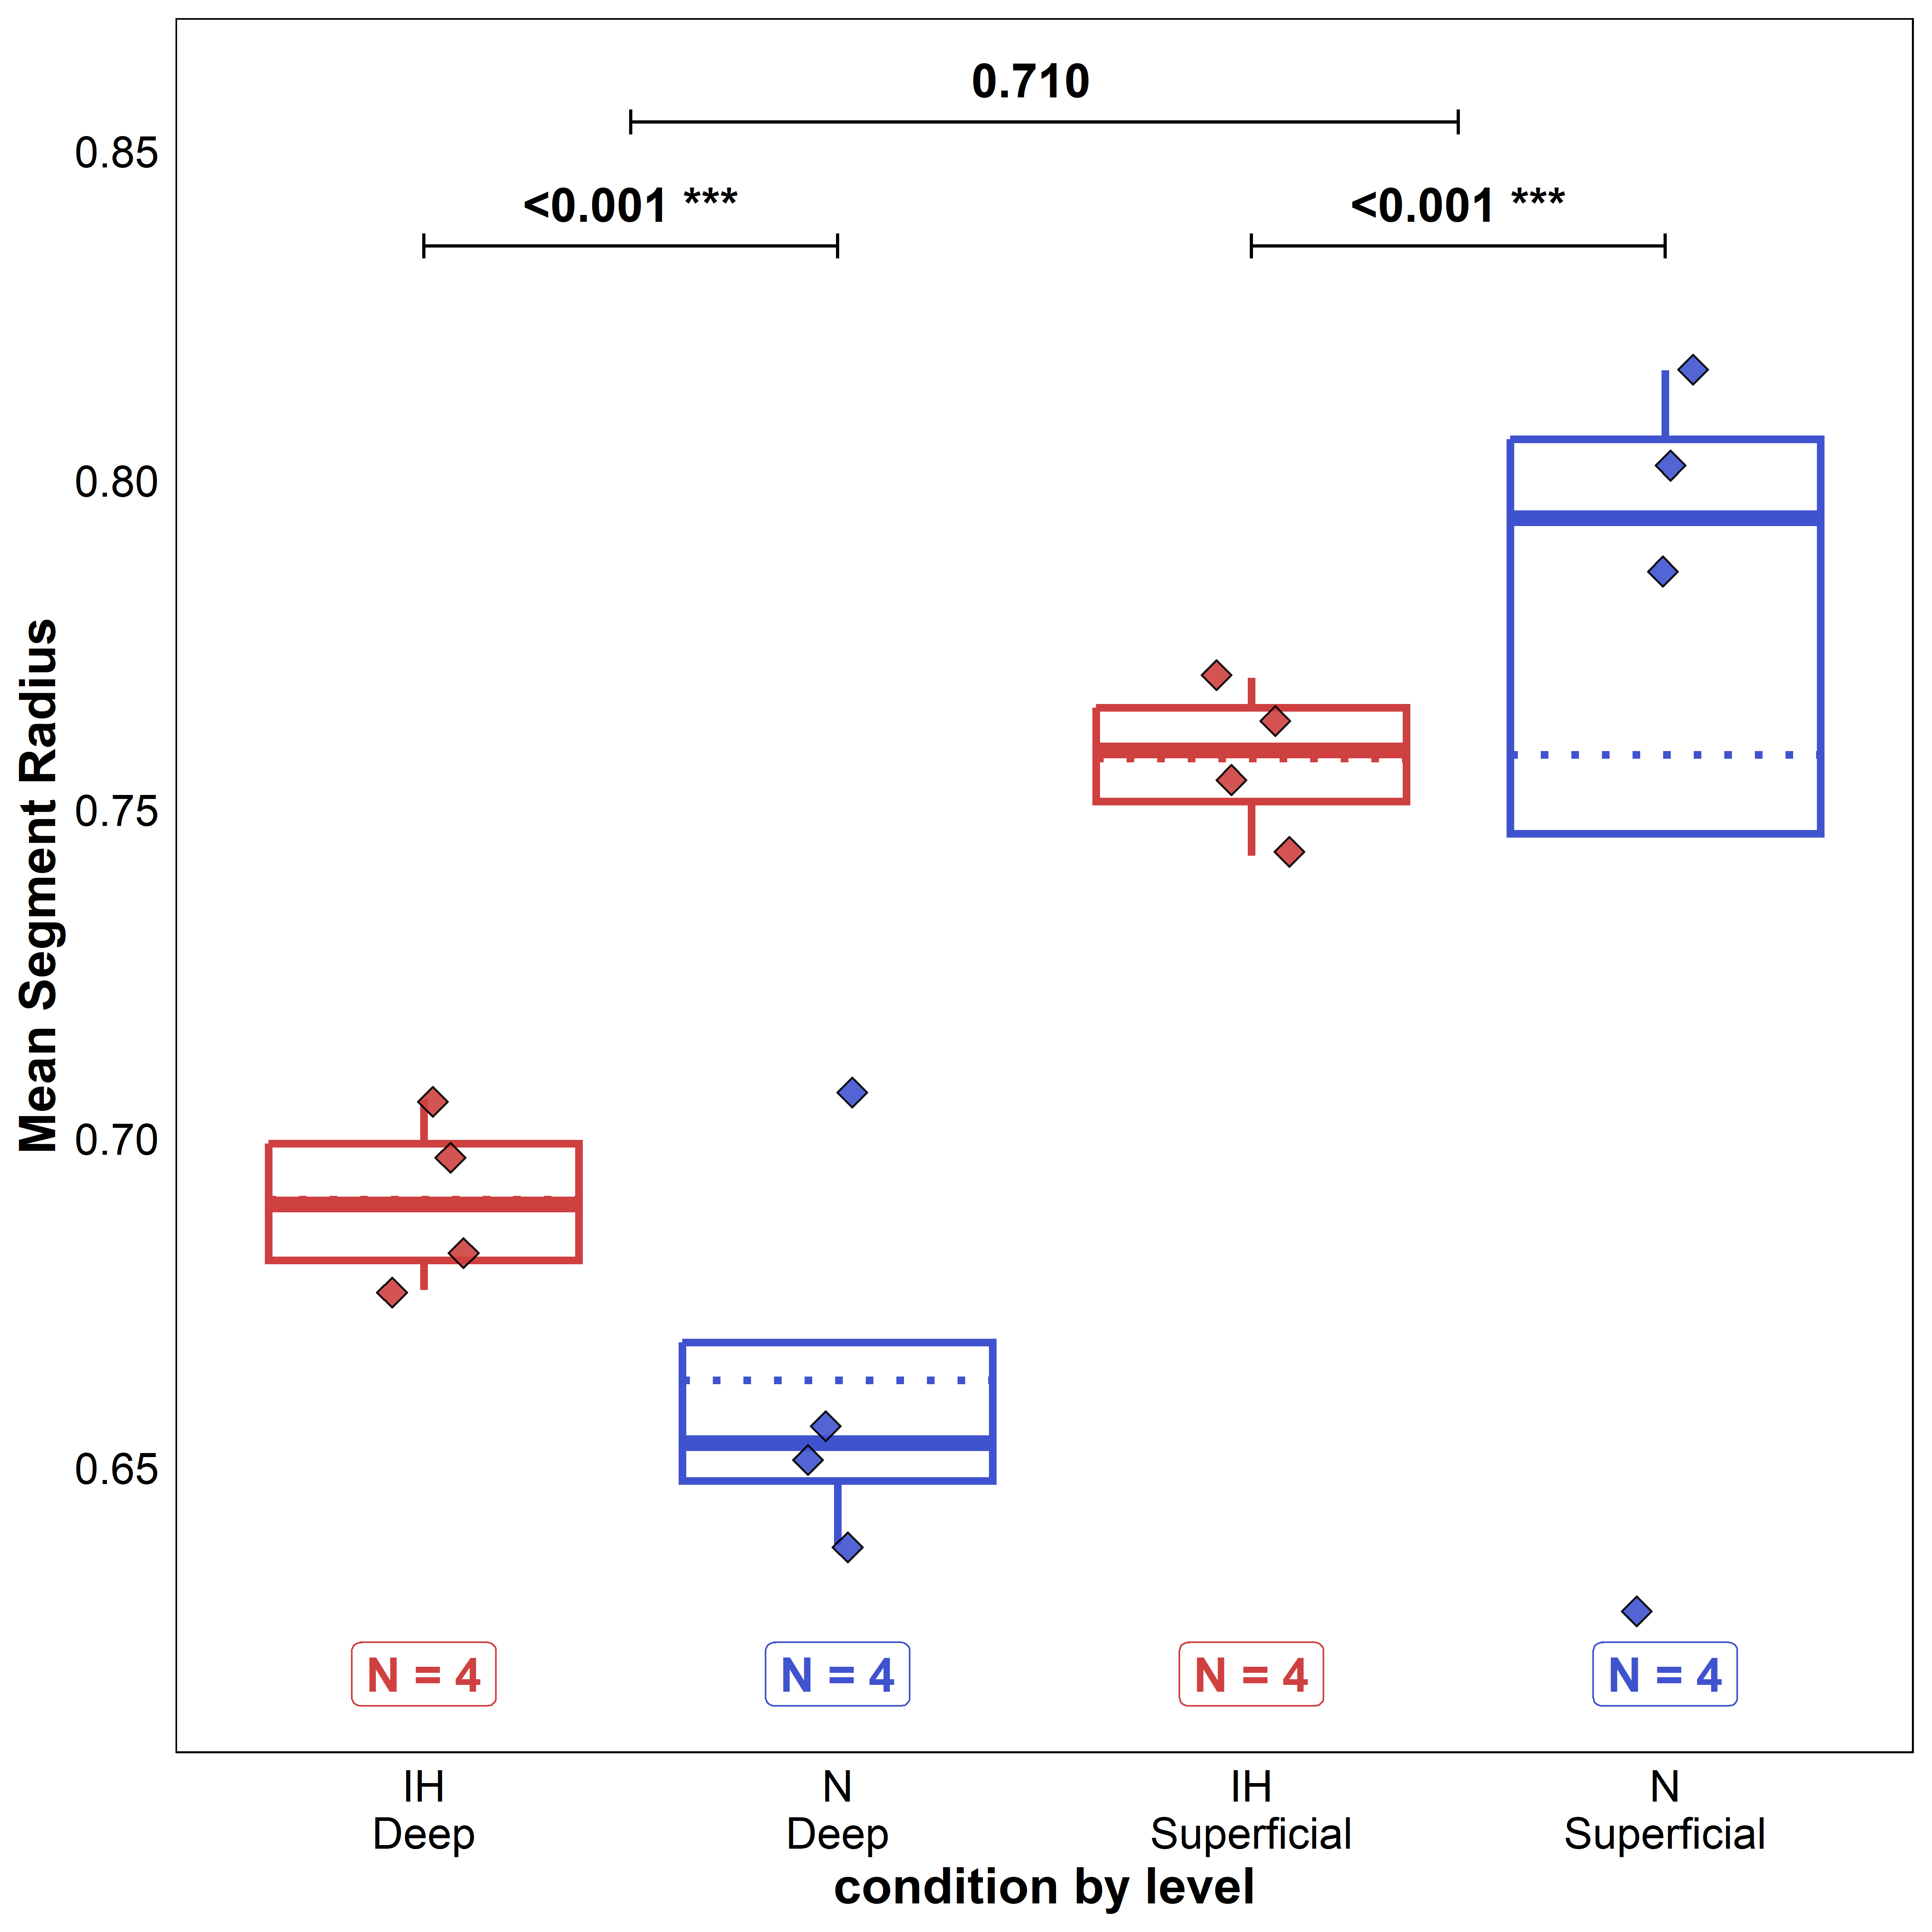 0.710
<0.001 ***
<0.001 ***
0.85
0.80
0.75
0.70
0.65
Mean Segment Radius
N = 4
N = 4
N = 4
N = 4
IH
Deep
N
Deep
IH
Superficial
N
Superficial
condition by level